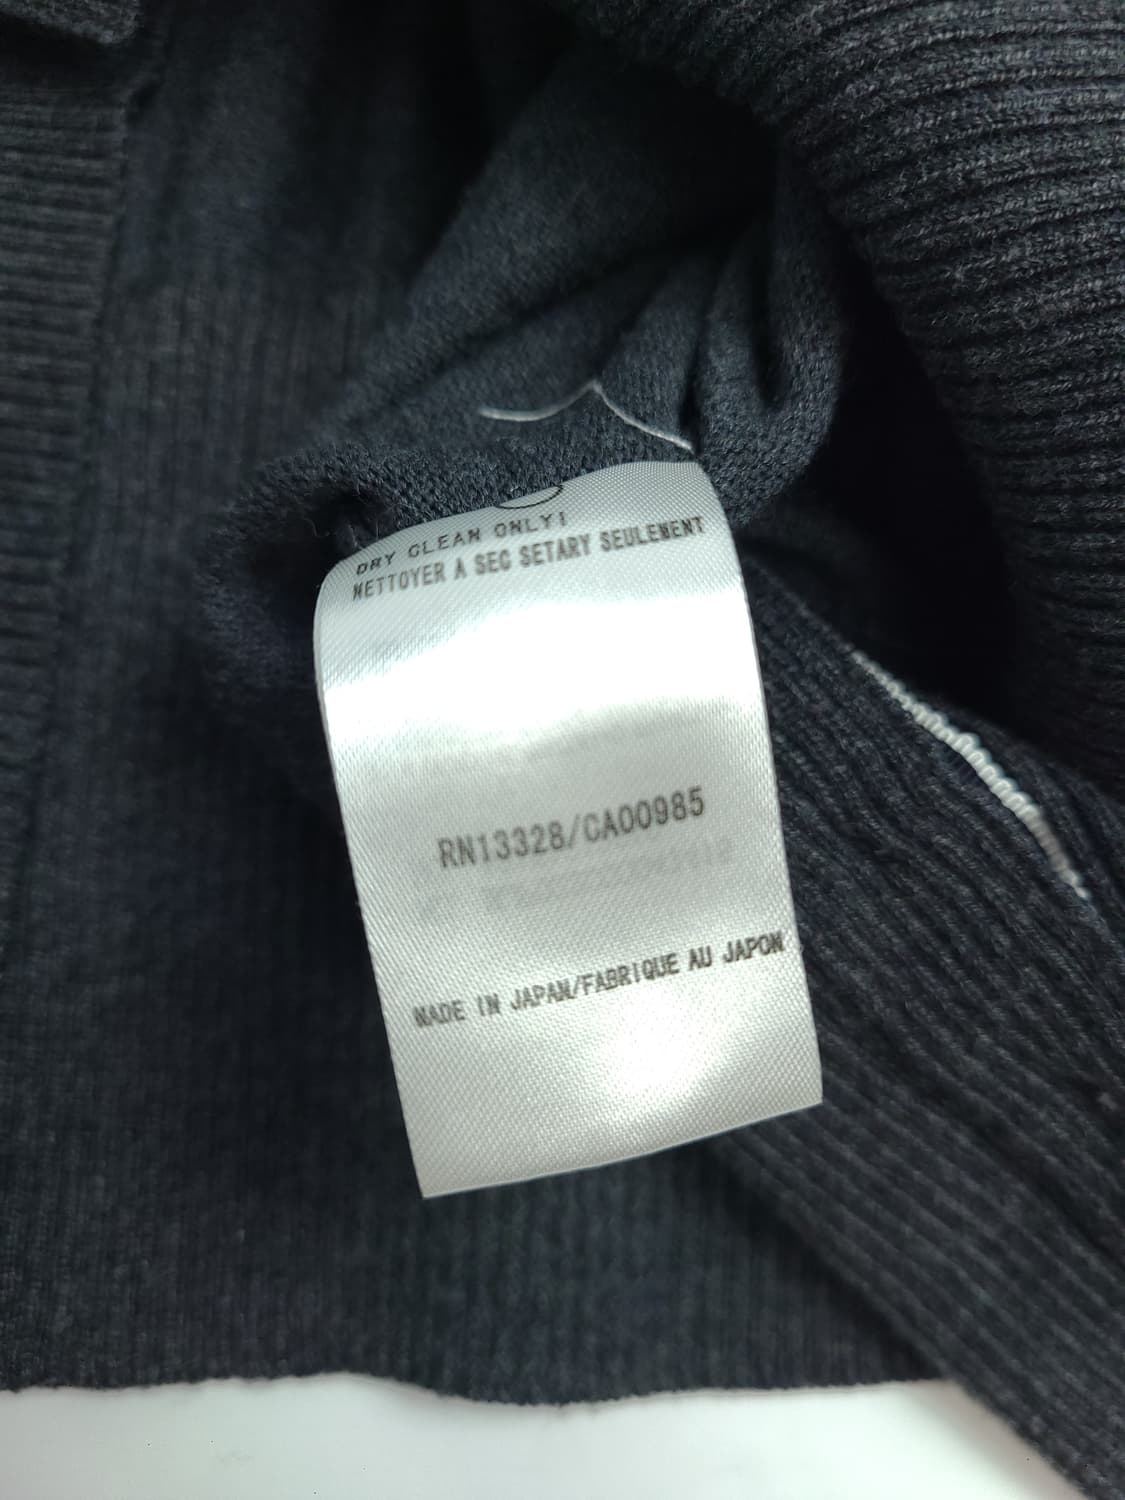 DRY CLEAN ONLY!
NETTOYER A SEC SETARY SEULEMENT
RN13328/CA00985
MADE IN JAPAN/FABRIQUE AU JAPON